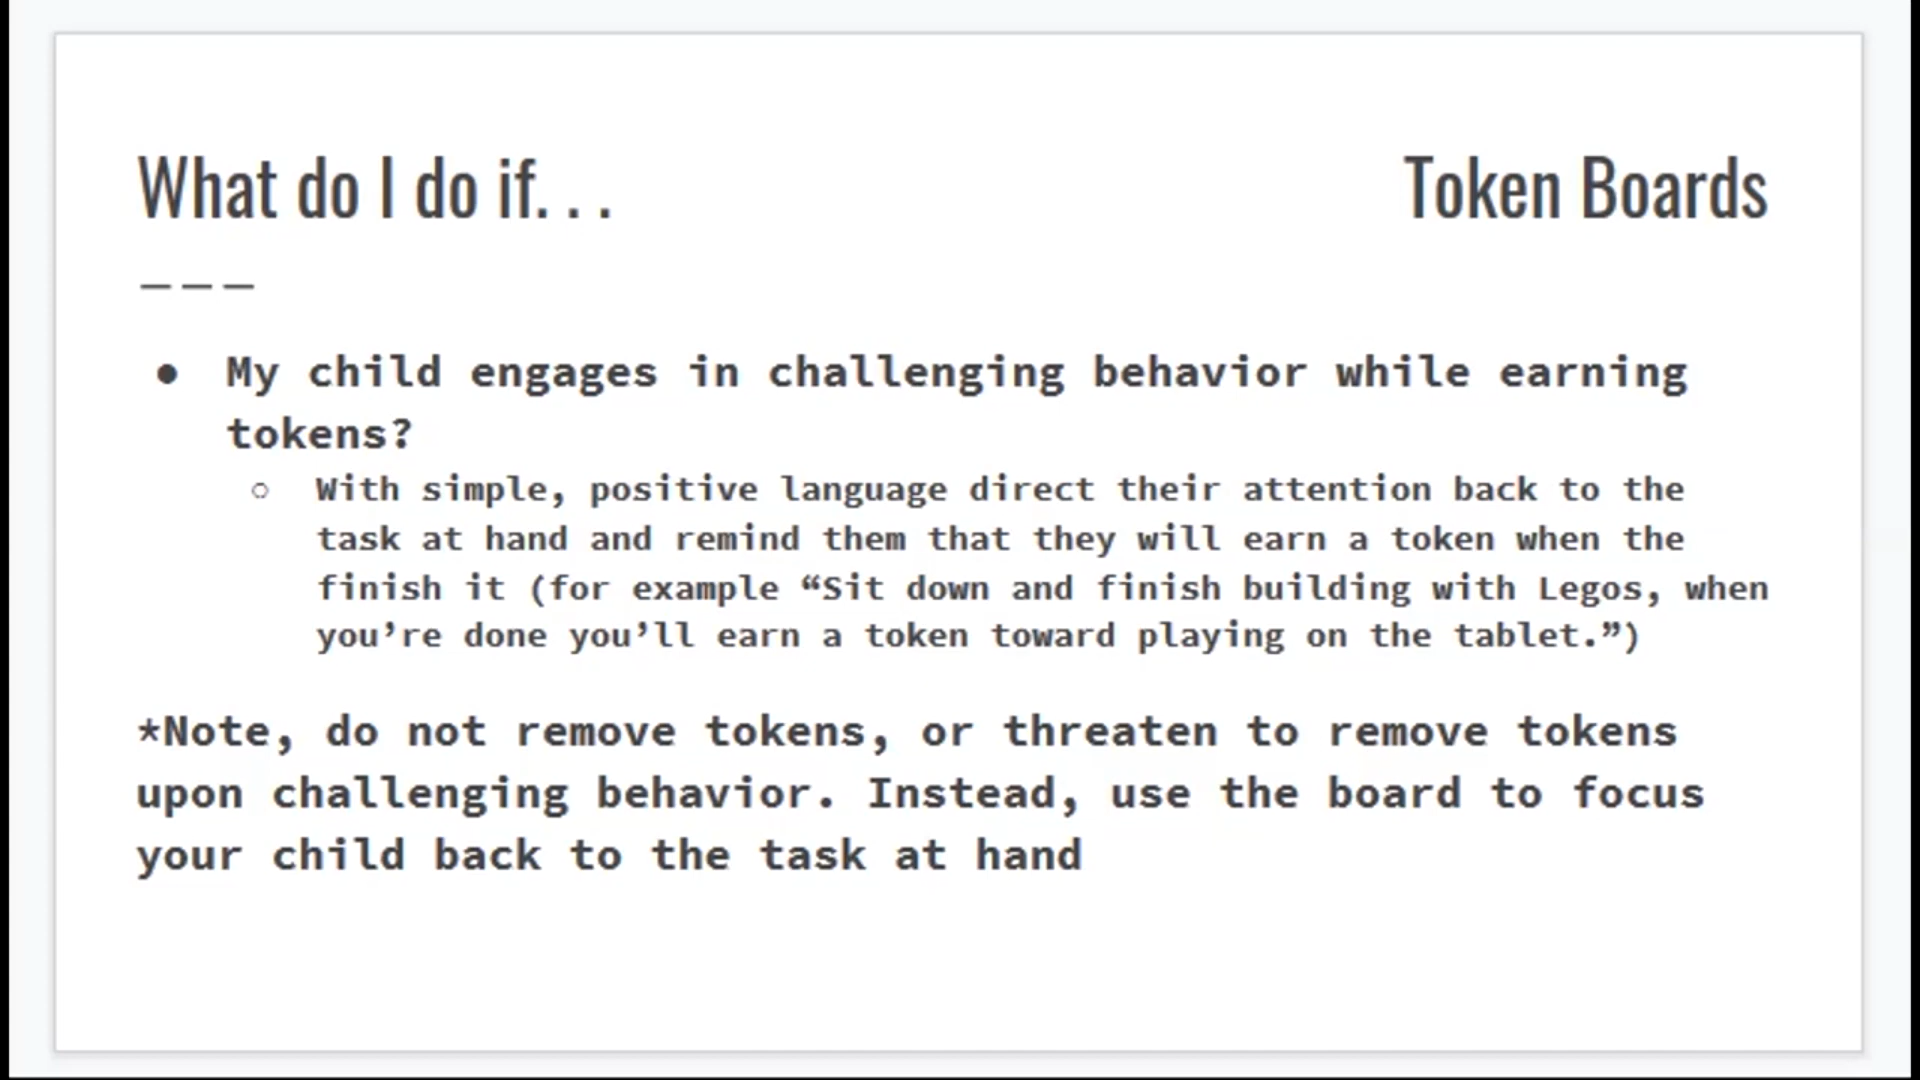 What do I do if. . .
Token Boards
● My child engages in challenging behavior while earning
tokens?
○ With simple, positive language direct their attention back to the
task at hand and remind them that they will earn a token when the
finish it (for example “Sit down and finish building with Legos, when
you’re done you’ll earn a token toward playing on the tablet.”)
*Note, do not remove tokens, or threaten to remove tokens
upon challenging behavior. Instead, use the board to focus
your child back to the task at hand